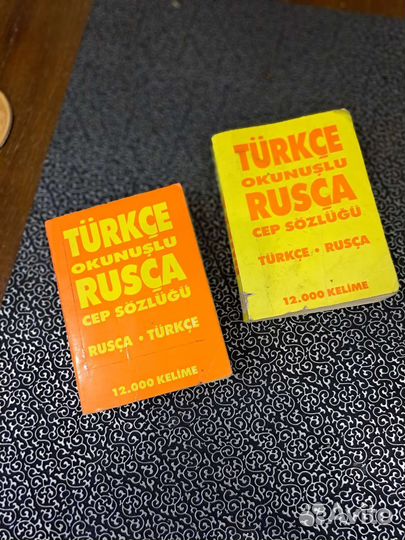 TÜRKÇE
OKUNUŞLU
RUSÇA
CEP SÖZLÜĞÜ
RUSÇA • TÜRKÇE
12.000 KELİME
TÜRKÇE
OKUNUŞLU
RUSÇA
CEP SÖZLÜĞÜ
TÜRKÇE • RUSÇA
12.000 KELİME
Avito